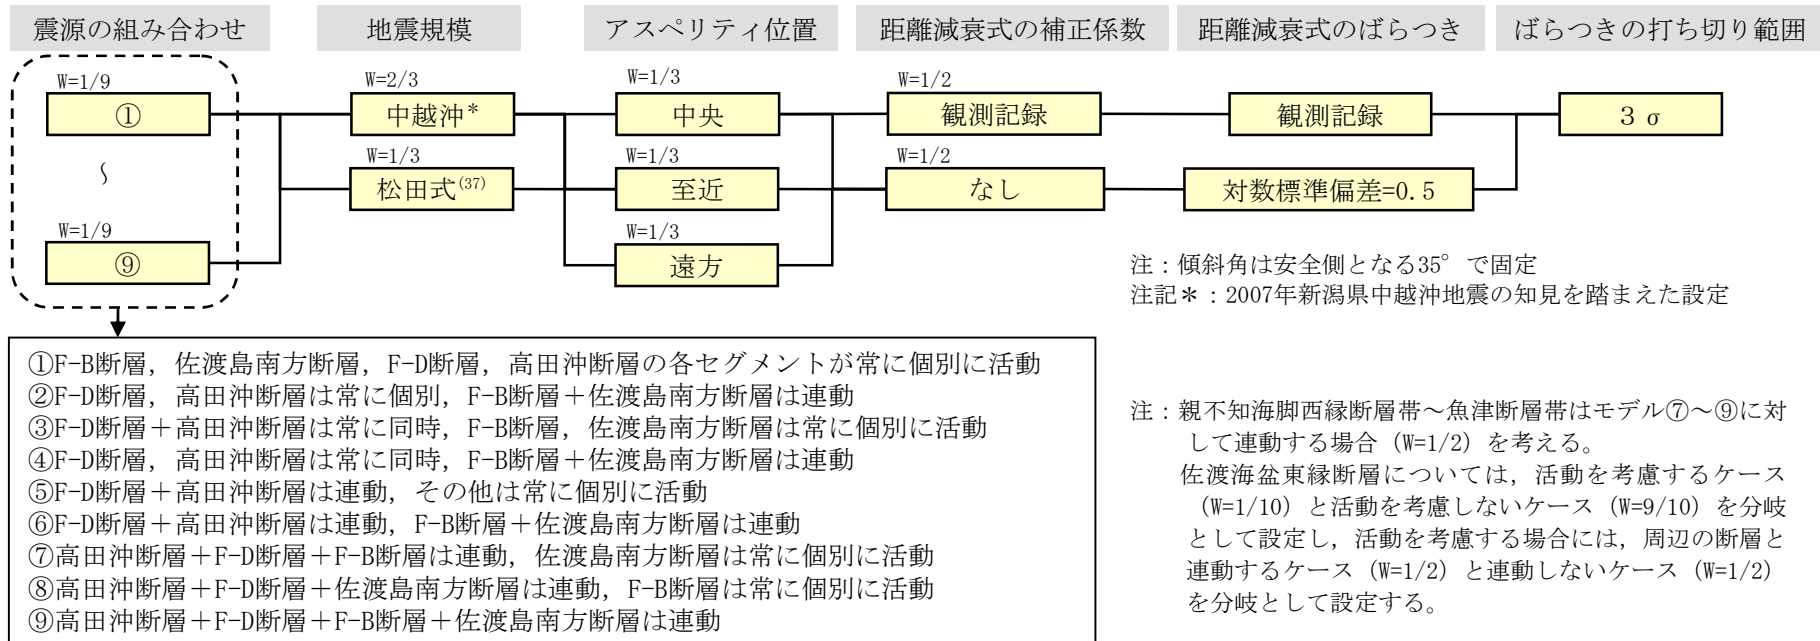 震源の組み合わせ
地震規模
アスペリティ位置
距離減衰式の補正係数
距離減衰式のばらつき
ばらつきの打ち切り範囲
W=1/9
①
～
W=1/9
⑨
W=2/3
中越沖*
W=1/3
松田式(37)
W=1/3
中央
W=1/3
至近
W=1/3
遠方
W=1/2
観測記録
W=1/2
なし
観測記録
対数標準偏差=0.5
3σ
注：傾斜角は安全側となる35°で固定
注記＊：2007年新潟県中越沖地震の知見を踏まえた設定
①F-B断層，佐渡島南方断層，F-D断層，高田沖断層の各セグメントが常に個別に活動
②F-D断層，高田沖断層は常に個別，F-B断層＋佐渡島南方断層は連動
③F-D断層＋高田沖断層は常に同時，F-B断層，佐渡島南方断層は常に個別に活動
④F-D断層，高田沖断層は常に同時，F-B断層＋佐渡島南方断層は連動
⑤F-D断層＋高田沖断層は連動，その他は常に個別に活動
⑥F-D断層＋高田沖断層は連動，F-B断層＋佐渡島南方断層は連動
⑦高田沖断層＋F-D断層＋F-B断層は連動，佐渡島南方断層は常に個別に活動
⑧高田沖断層＋F-D断層＋佐渡島南方断層は連動，F-B断層は常に個別に活動
⑨高田沖断層＋F-D断層＋F-B断層＋佐渡島南方断層は連動
注：親不知海脚西縁断層帯～魚津断層帯はモデル⑦～⑨に対
して連動する場合（W=1/2）を考える。
佐渡海盆東縁断層については，活動を考慮するケース
（W=1/10）と活動を考慮しないケース（W=9/10）を分岐
として設定し，活動を考慮する場合には，周辺の断層と
連動するケース（W=1/2）と連動しないケース（W=1/2）
を分岐として設定する。